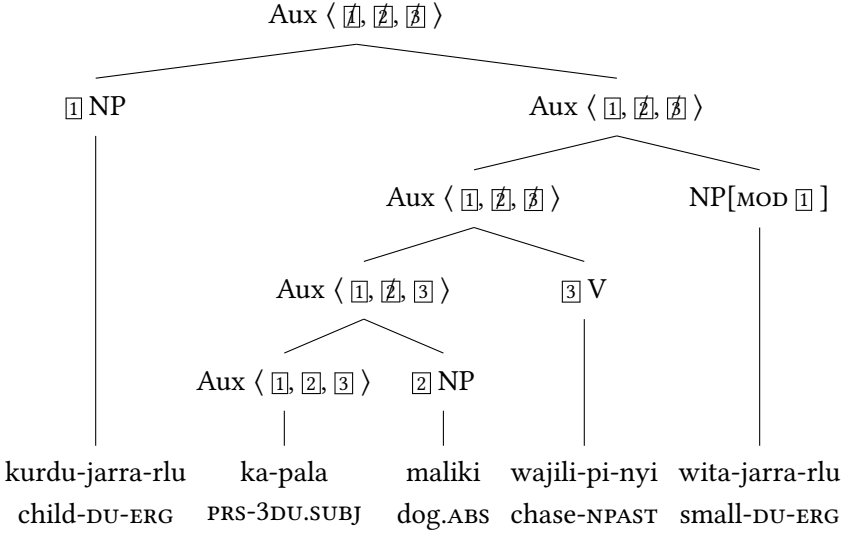 Aux ⟨ 1̸, 2̸, 3̸ ⟩
1 NP Aux ⟨ 1, 2̸, 3̸ ⟩
Aux ⟨ 1, 2̸, 3̸ ⟩ NP[MOD 1 ]
Aux ⟨ 1, 2̸, 3 ⟩ 3 V
Aux ⟨ 1, 2, 3 ⟩ 2 NP
kurdu-jarra-rlu ka-pala maliki wajili-pi-nyi wita-jarra-rlu
child-DU-ERG PRS-3DU.SUBJ dog.ABS chase-NPAST small-DU-ERG